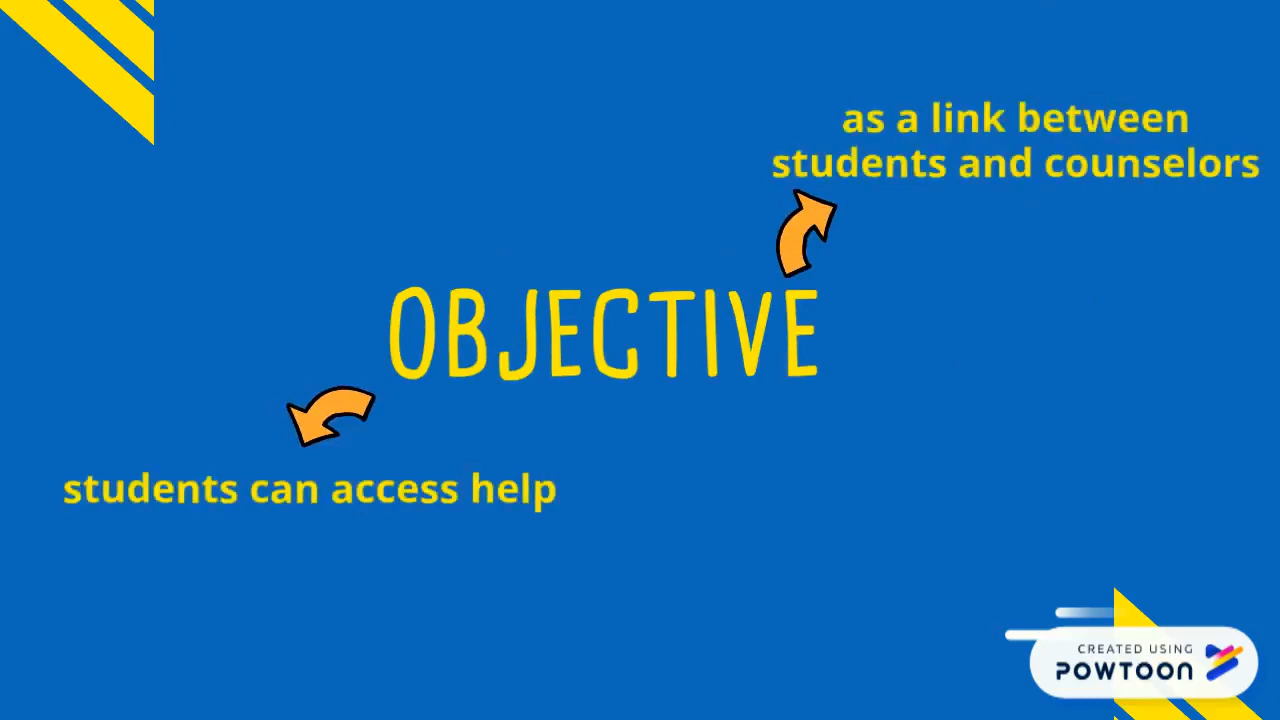 as a link between
students and counselors
OBJECTIVE
students can access help
CREATED USING
POWTOON